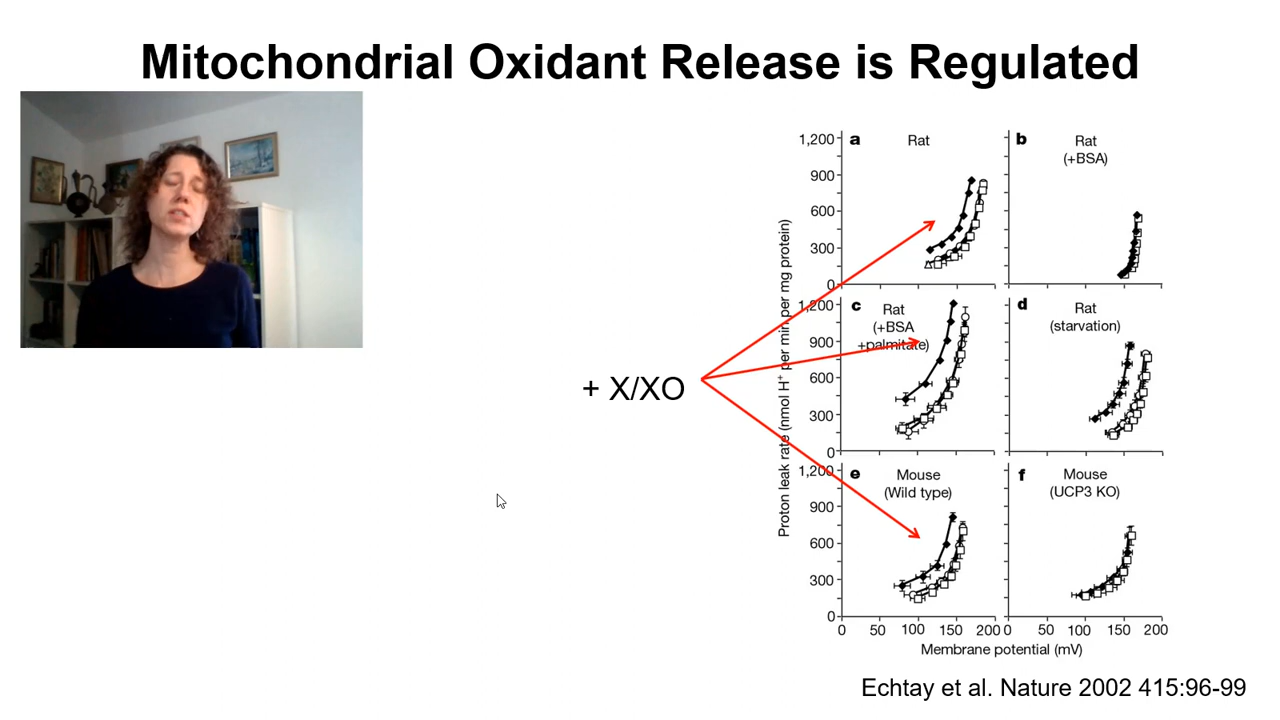 Mitochondrial Oxidant Release is Regulated
+ X/XO
Proton leak rate (nmol H⁺ per min per mg protein)
a
Rat
1,200
900
600
300
0
b
Rat
(+BSA)
c
Rat
(+BSA
+palmitate)
1,200
900
600
300
0
d
Rat
(starvation)
e
Mouse
(Wild type)
1,200
900
600
300
0
f
Mouse
(UCP3 KO)
0 50 100 150 200 0 50 100 150 200
Membrane potential (mV)
Echtay et al. Nature 2002 415:96-99